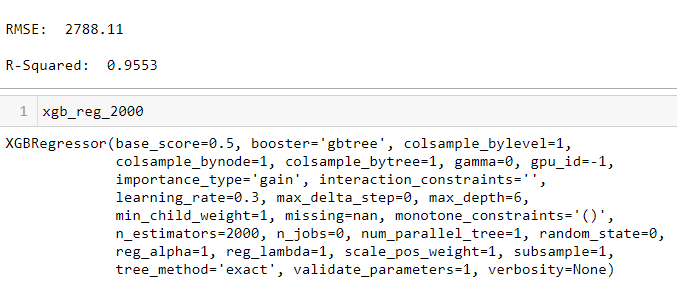 RMSE:  2788.11
R-Squared:  0.9553
1 xgb_reg_2000
XGBRegressor(base_score=0.5, booster='gbtree', colsample_bylevel=1,
colsample_bynode=1, colsample_bytree=1, gamma=0, gpu_id=-1,
importance_type='gain', interaction_constraints='',
learning_rate=0.3, max_delta_step=0, max_depth=6,
min_child_weight=1, missing=nan, monotone_constraints='()',
n_estimators=2000, n_jobs=0, num_parallel_tree=1, random_state=0,
reg_alpha=1, reg_lambda=1, scale_pos_weight=1, subsample=1,
tree_method='exact', validate_parameters=1, verbosity=None)